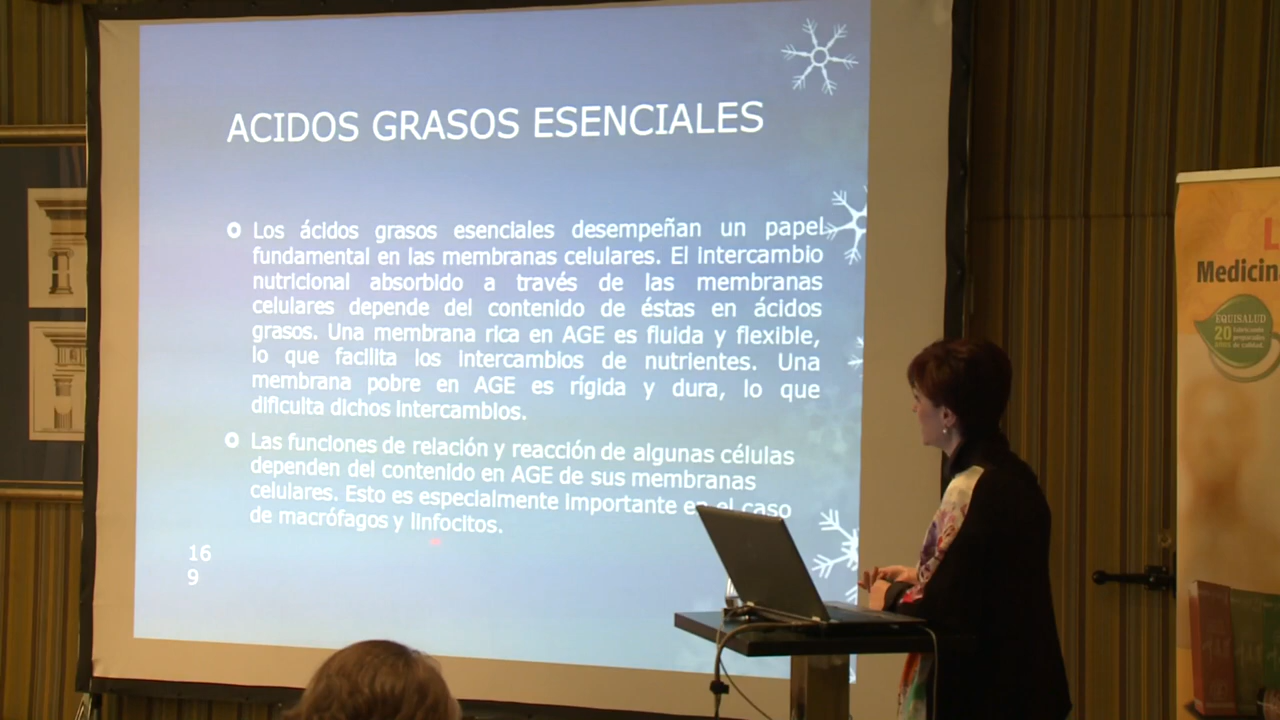 ACIDOS GRASOS ESENCIALES
Los ácidos grasos esenciales desempeñan un papel
fundamental en las membranas celulares. El intercambio
nutricional absorbido a través de las membranas
celulares depende del contenido de éstas en ácidos
grasos. Una membrana rica en AGE es fluida y flexible,
lo que facilita los intercambios de nutrientes. Una
membrana pobre en AGE es rígida y dura, lo que
dificulta dichos intercambios.
Las funciones de relación y reacción de algunas células
dependen del contenido en AGE de sus membranas
celulares. Esto es especialmente importante en el caso
de macrófagos y linfocitos.
16
9
L
Medicin
EQUISALUD
20